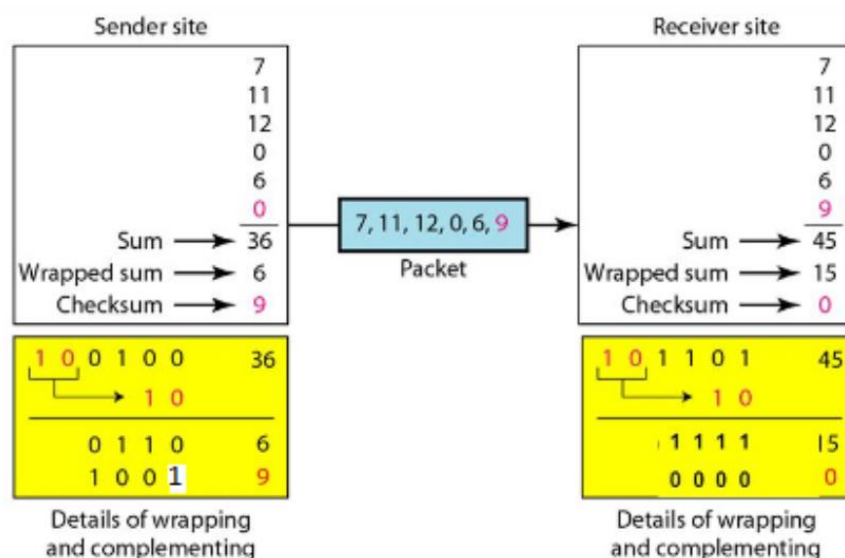 Sender site
7
11
12
0
6
0
Sum 36
Wrapped sum 6
Checksum 9
7, 11, 12, 0, 6, 9
Packet
Receiver site
7
11
12
0
6
9
Sum 45
Wrapped sum 15
Checksum 0
1 0 0 1 0 0 36
1 0
0 1 1 0 6
1 0 0 1 9
Details of wrapping
and complementing
1 0 1 1 0 1 45
1 0
1 1 1 1 15
0 0 0 0 0
Details of wrapping
and complementing